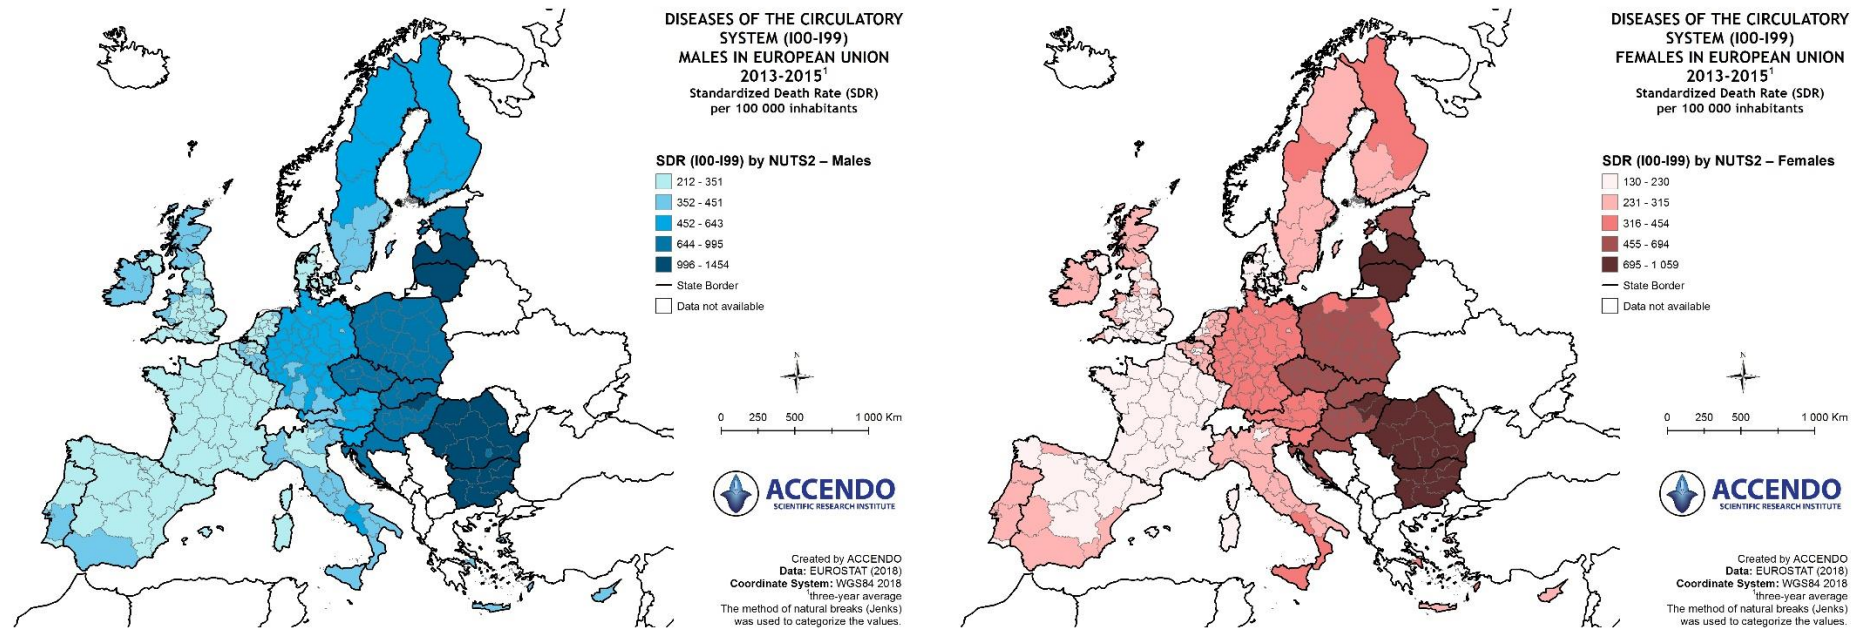 DISEASES OF THE CIRCULATORY
SYSTEM (I00-I99)
MALES IN EUROPEAN UNION
2013-2015¹
Standardized Death Rate (SDR)
per 100 000 inhabitants
SDR (I00-I99) by NUTS2 – Males
212 - 351
352 - 451
452 - 643
644 - 995
996 - 1454
State Border
Data not available
N
0 250 500 1 000 Km
ACCENDO
SCIENTIFIC RESEARCH INSTITUTE
Created by ACCENDO
Data: EUROSTAT (2018)
Coordinate System: WGS84 2018
¹three-year average
The method of natural breaks (Jenks)
was used to categorize the values.
DISEASES OF THE CIRCULATORY
SYSTEM (I00-I99)
FEMALES IN EUROPEAN UNION
2013-2015¹
Standardized Death Rate (SDR)
per 100 000 inhabitants
SDR (I00-I99) by NUTS2 – Females
130 - 230
231 - 315
316 - 454
455 - 694
695 - 1 059
State Border
Data not available
N
0 250 500 1 000 Km
ACCENDO
SCIENTIFIC RESEARCH INSTITUTE
Created by ACCENDO
Data: EUROSTAT (2018)
Coordinate System: WGS84 2018
¹three-year average
The method of natural breaks (Jenks)
was used to categorize the values.